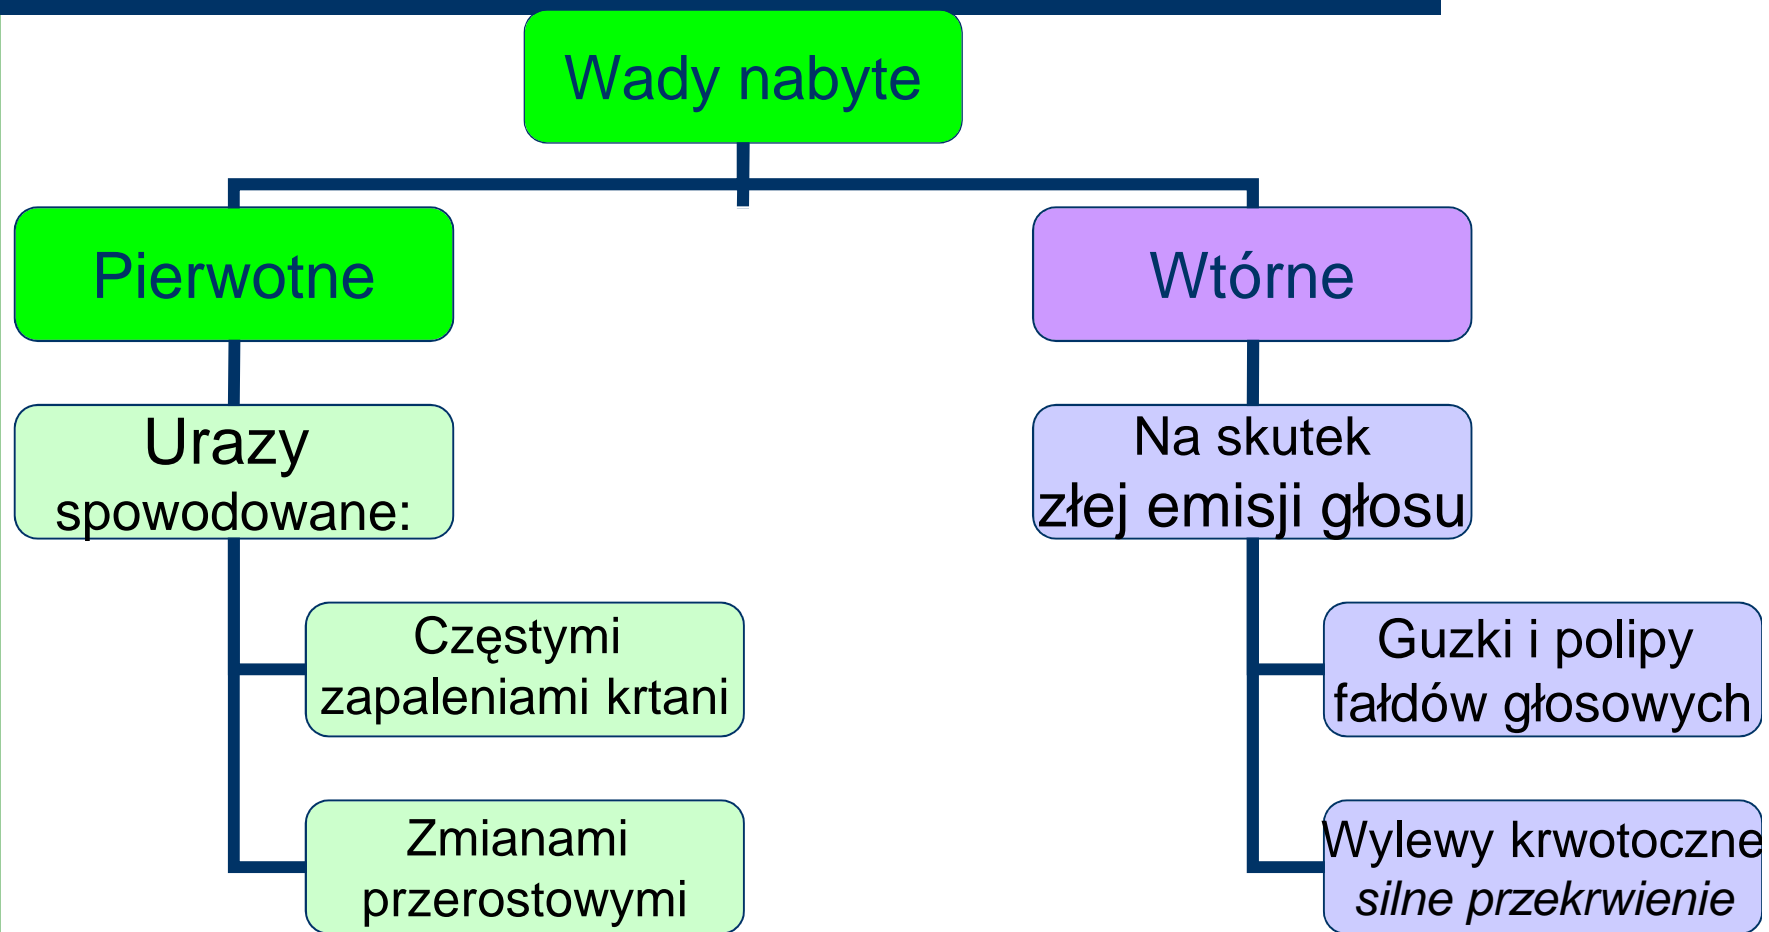 Wady nabyte
Pierwotne
Wtórne
Urazy
spowodowane:
Na skutek
złej emisji głosu
Częstymi
zapaleniami krtani
Guzki i polipy
fałdów głosowych
Zmianami
przerostowymi
Wylewy krwotoczne
silne przekrwienie